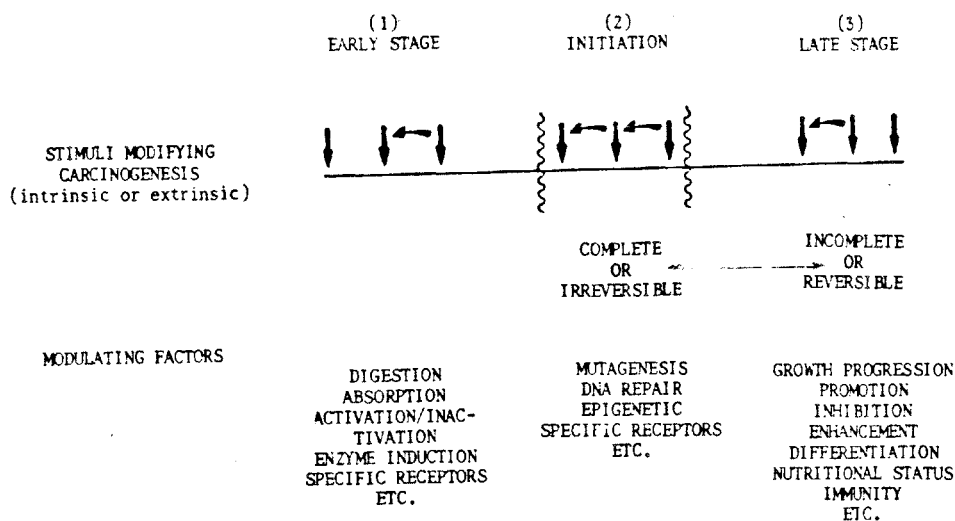 (1)
EARLY STAGE
(2)
INITIATION
(3)
LATE STAGE
STIMULI MODIFYING
CARCINOGENESIS
(intrinsic or extrinsic)
COMPLETE
OR
IRREVERSIBLE
INCOMPLETE
OR
REVERSIBLE
MODULATING FACTORS
DIGESTION
ABSORPTION
ACTIVATION/INAC-
TIVATION
ENZYME INDUCTION
SPECIFIC RECEPTORS
ETC.
MUTAGENESIS
DNA REPAIR
EPIGENETIC
SPECIFIC RECEPTORS
ETC.
GROWTH PROGRESSION
PROMOTION
INHIBITION
ENHANCEMENT
DIFFERENTIATION
NUTRITIONAL STATUS
IMMUNITY
ETC.